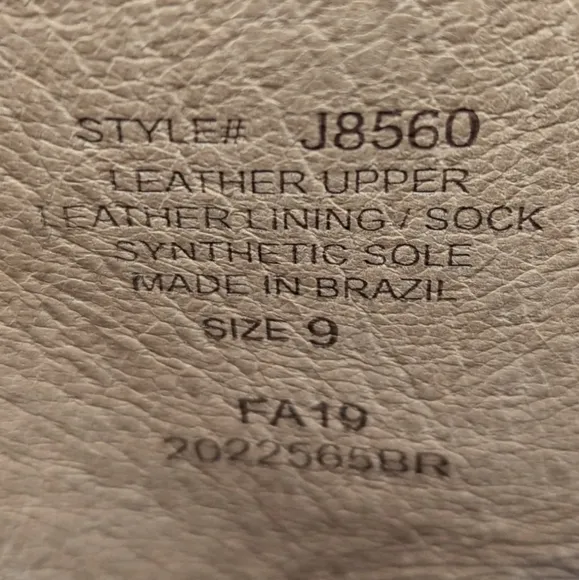 STYLE# J8560
LEATHER UPPER
LEATHER LINING / SOCK
SYNTHETIC SOLE
MADE IN BRAZIL
SIZE 9
FA19
2022565BR